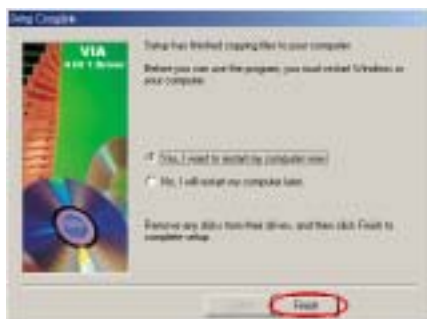 Setup Complete
VIA
4 in 1 Driver
Setup has finished copying files to your computer.
Before you can use the program, you must restart Windows or
your computer.
Yes, I want to restart my computer now.
No, I will restart my computer later.
Remove any disks from their drives, and then click Finish to
complete setup.
Finish